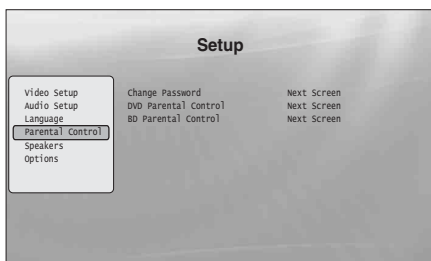 Setup
Video Setup
Audio Setup
Language
Parental Control
Speakers
Options
Change Password Next Screen
DVD Parental Control Next Screen
BD Parental Control Next Screen